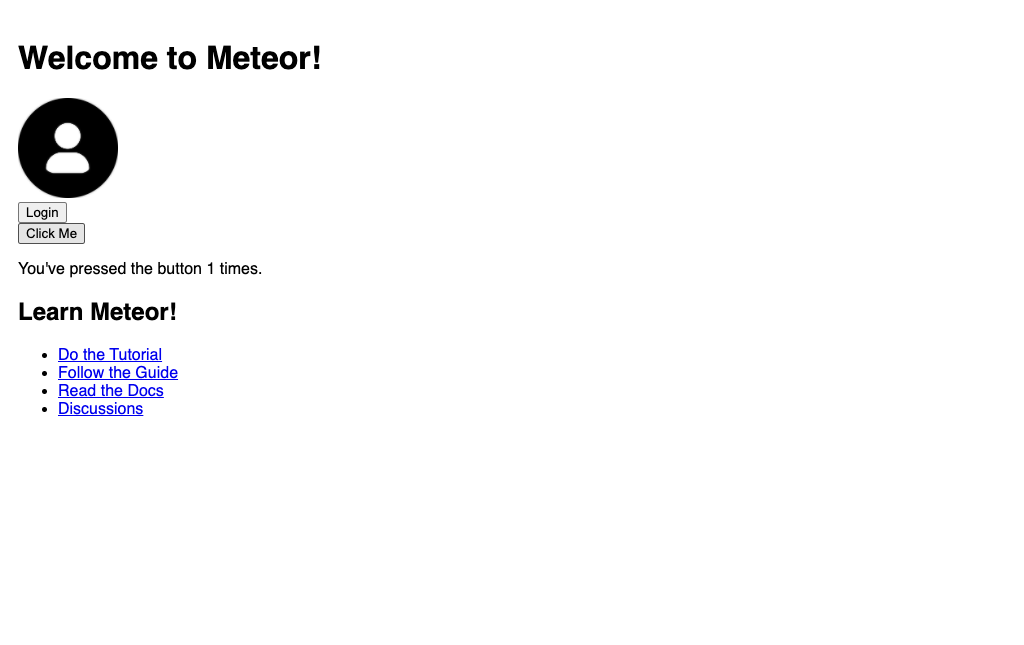 Welcome to Meteor!
Login
Click Me
You've pressed the button 1 times.
Learn Meteor!
Do the Tutorial
Follow the Guide
Read the Docs
Discussions